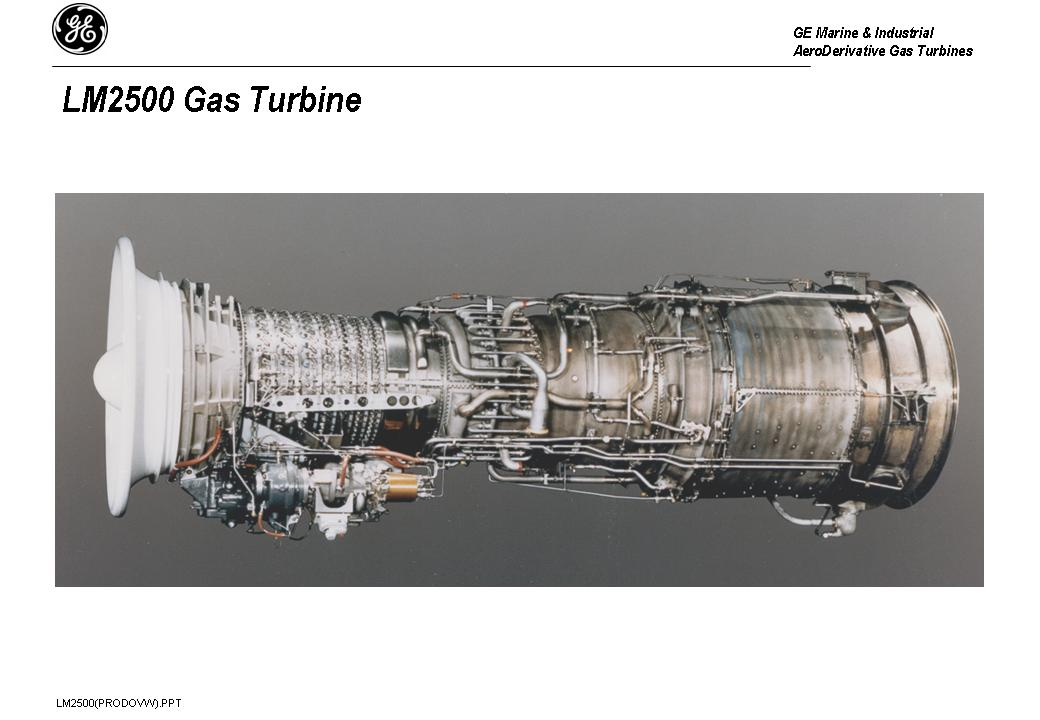 GE
GE Marine & Industrial
AeroDerivative Gas Turbines
LM2500 Gas Turbine
LM2500(PRODOVW).PPT